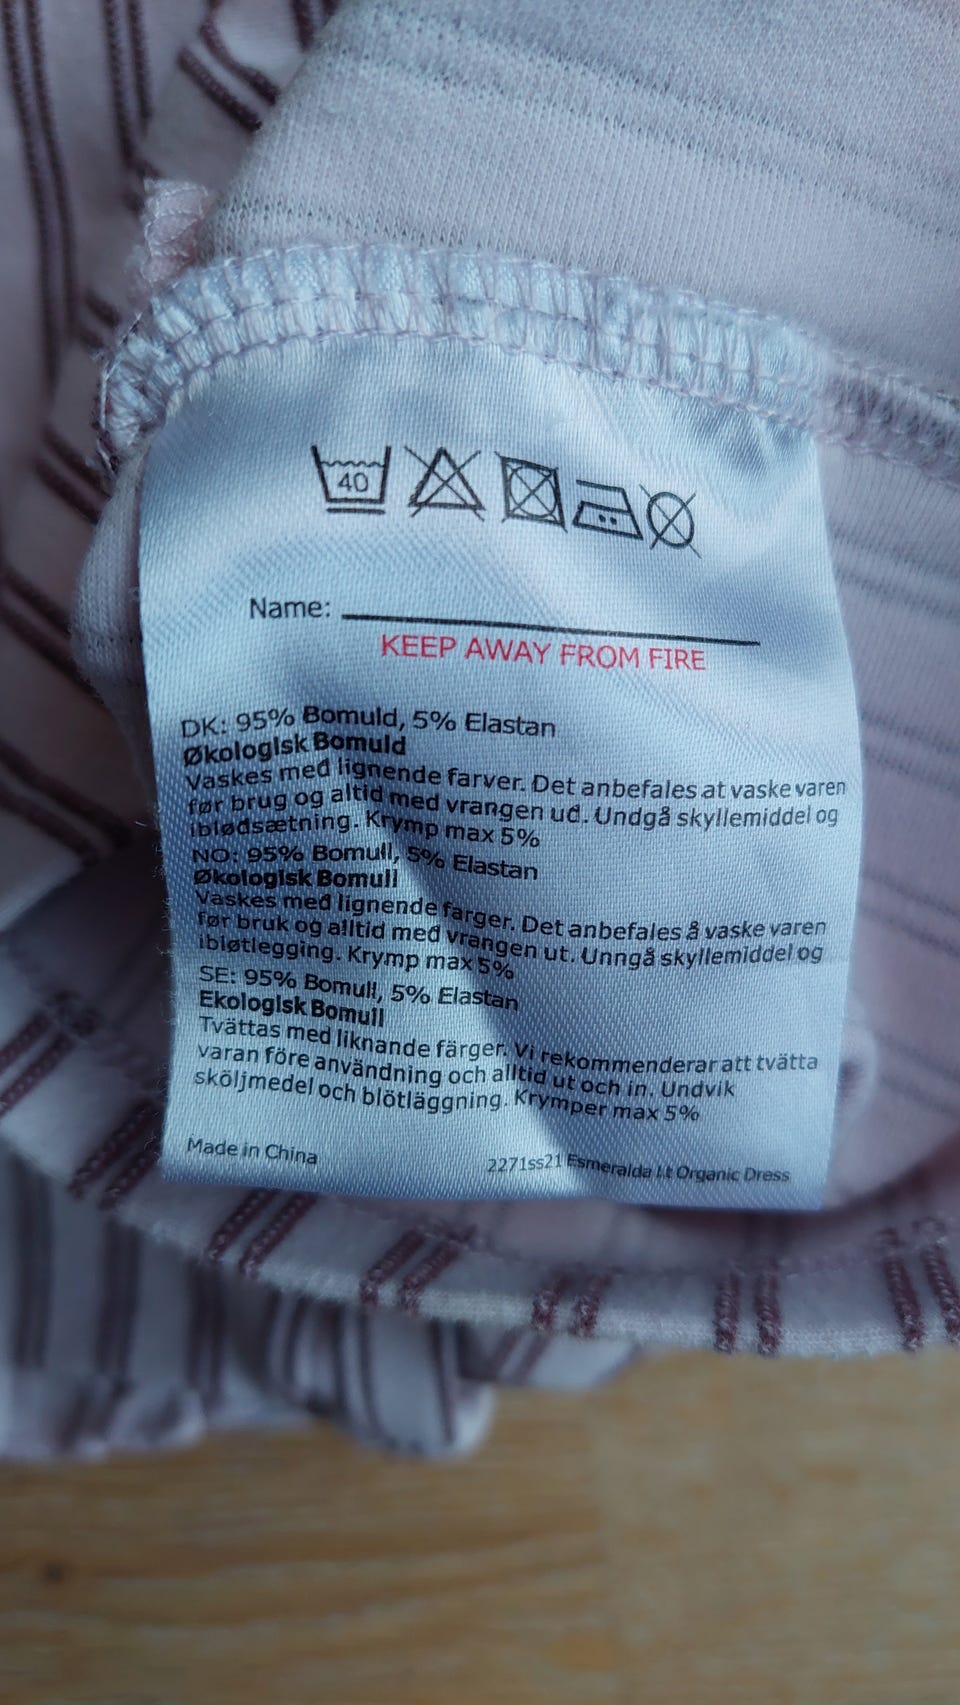 40
Name:
KEEP AWAY FROM FIRE
DK: 95% Bomuld, 5% Elastan
Økologisk Bomuld
Vaskes med lignende farver. Det anbefales at vaske varen
før brug og altid med vrangen ud. Undgå skyllemiddel og
iblødsætning. Krymp max 5%
NO: 95% Bomull, 5% Elastan
Økologisk Bomull
Vaskes med lignende farger. Det anbefales å vaske varen
før bruk og alltid med vrangen ut. Unngå skyllemiddel og
ibløtlegging. Krymp max 5%
SE: 95% Bomull, 5% Elastan
Ekologisk Bomull
Tvättas med liknande färger. Vi rekommenderar att tvätta
varan före användning och alltid ut och in. Undvik
sköljmedel och blötläggning. Krymper max 5%
Made in China
2271ss21 Esmeralda Lt Organic Dress